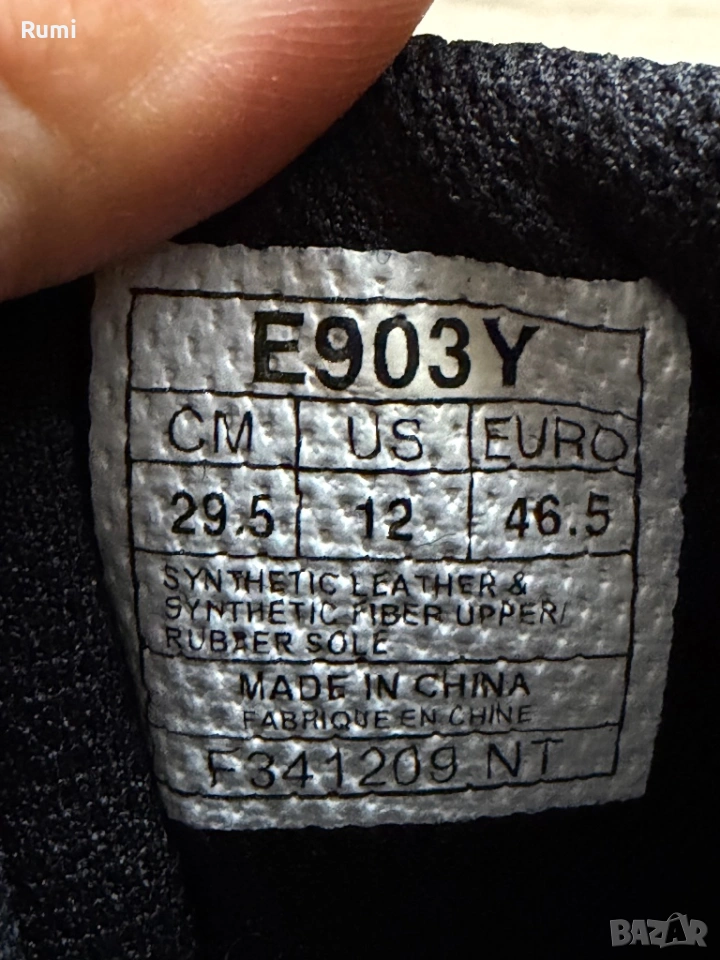 Rumi
E903Y
CM US EURO
29.5 12 46.5
SYNTHETIC LEATHER &
SYNTHETIC FIBER UPPER/
RUBBER SOLE
MADE IN CHINA
FABRIQUE EN CHINE
F341209 NT
BAZAR